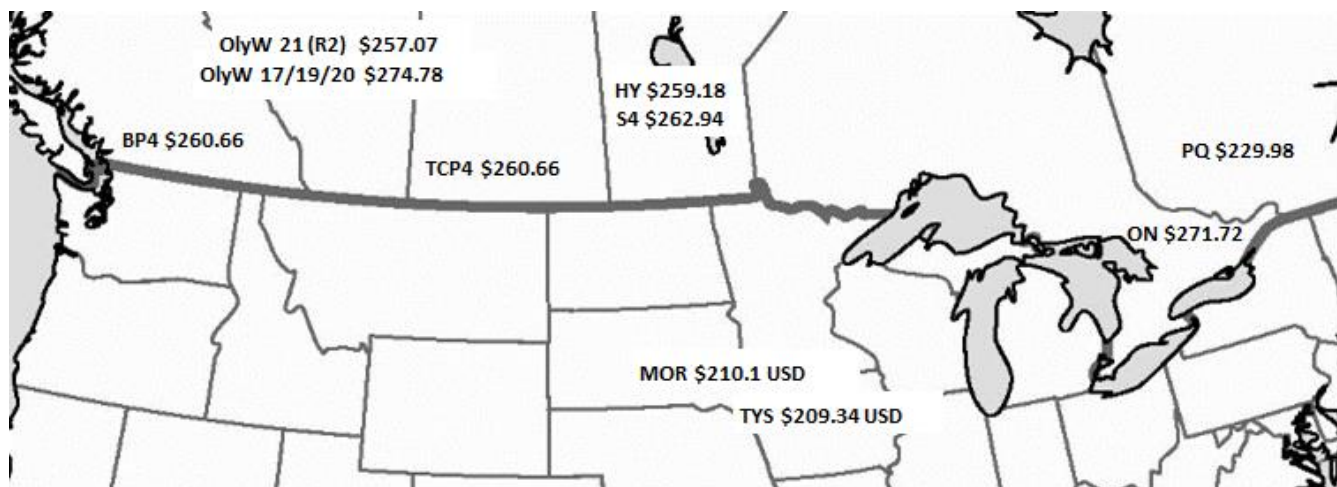 OlyW 21 (R2) $257.07
OlyW 17/19/20 $274.78
HY $259.18
S4 $262.94
BP4 $260.66
TCP4 $260.66
PQ $229.98
ON $271.72
MOR $210.1 USD
TYS $209.34 USD